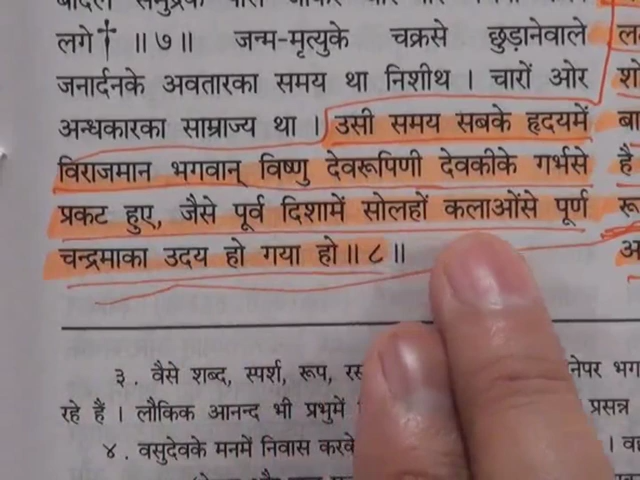 लगे† ॥ ७ ॥ जन्म-मृत्युके चक्रसे छुड़ानेवाले
जनार्दनके अवतारका समय था निशीथ । चारों ओर
अन्धकारका साम्राज्य था । उसी समय सबके हृदयमें
विराजमान भगवान् विष्णु देवरूपिणी देवकीके गर्भसे
प्रकट हुए, जैसे पूर्व दिशामें सोलहों कलाओंसे पूर्ण
चन्द्रमाका उदय हो गया हो ॥ ८ ॥
३. वैसे शब्द, स्पर्श, रूप,
रहे हैं । लौकिक आनन्द भी प्रभुमें प्रसन्न
४. वसुदेवके मनमें निवास